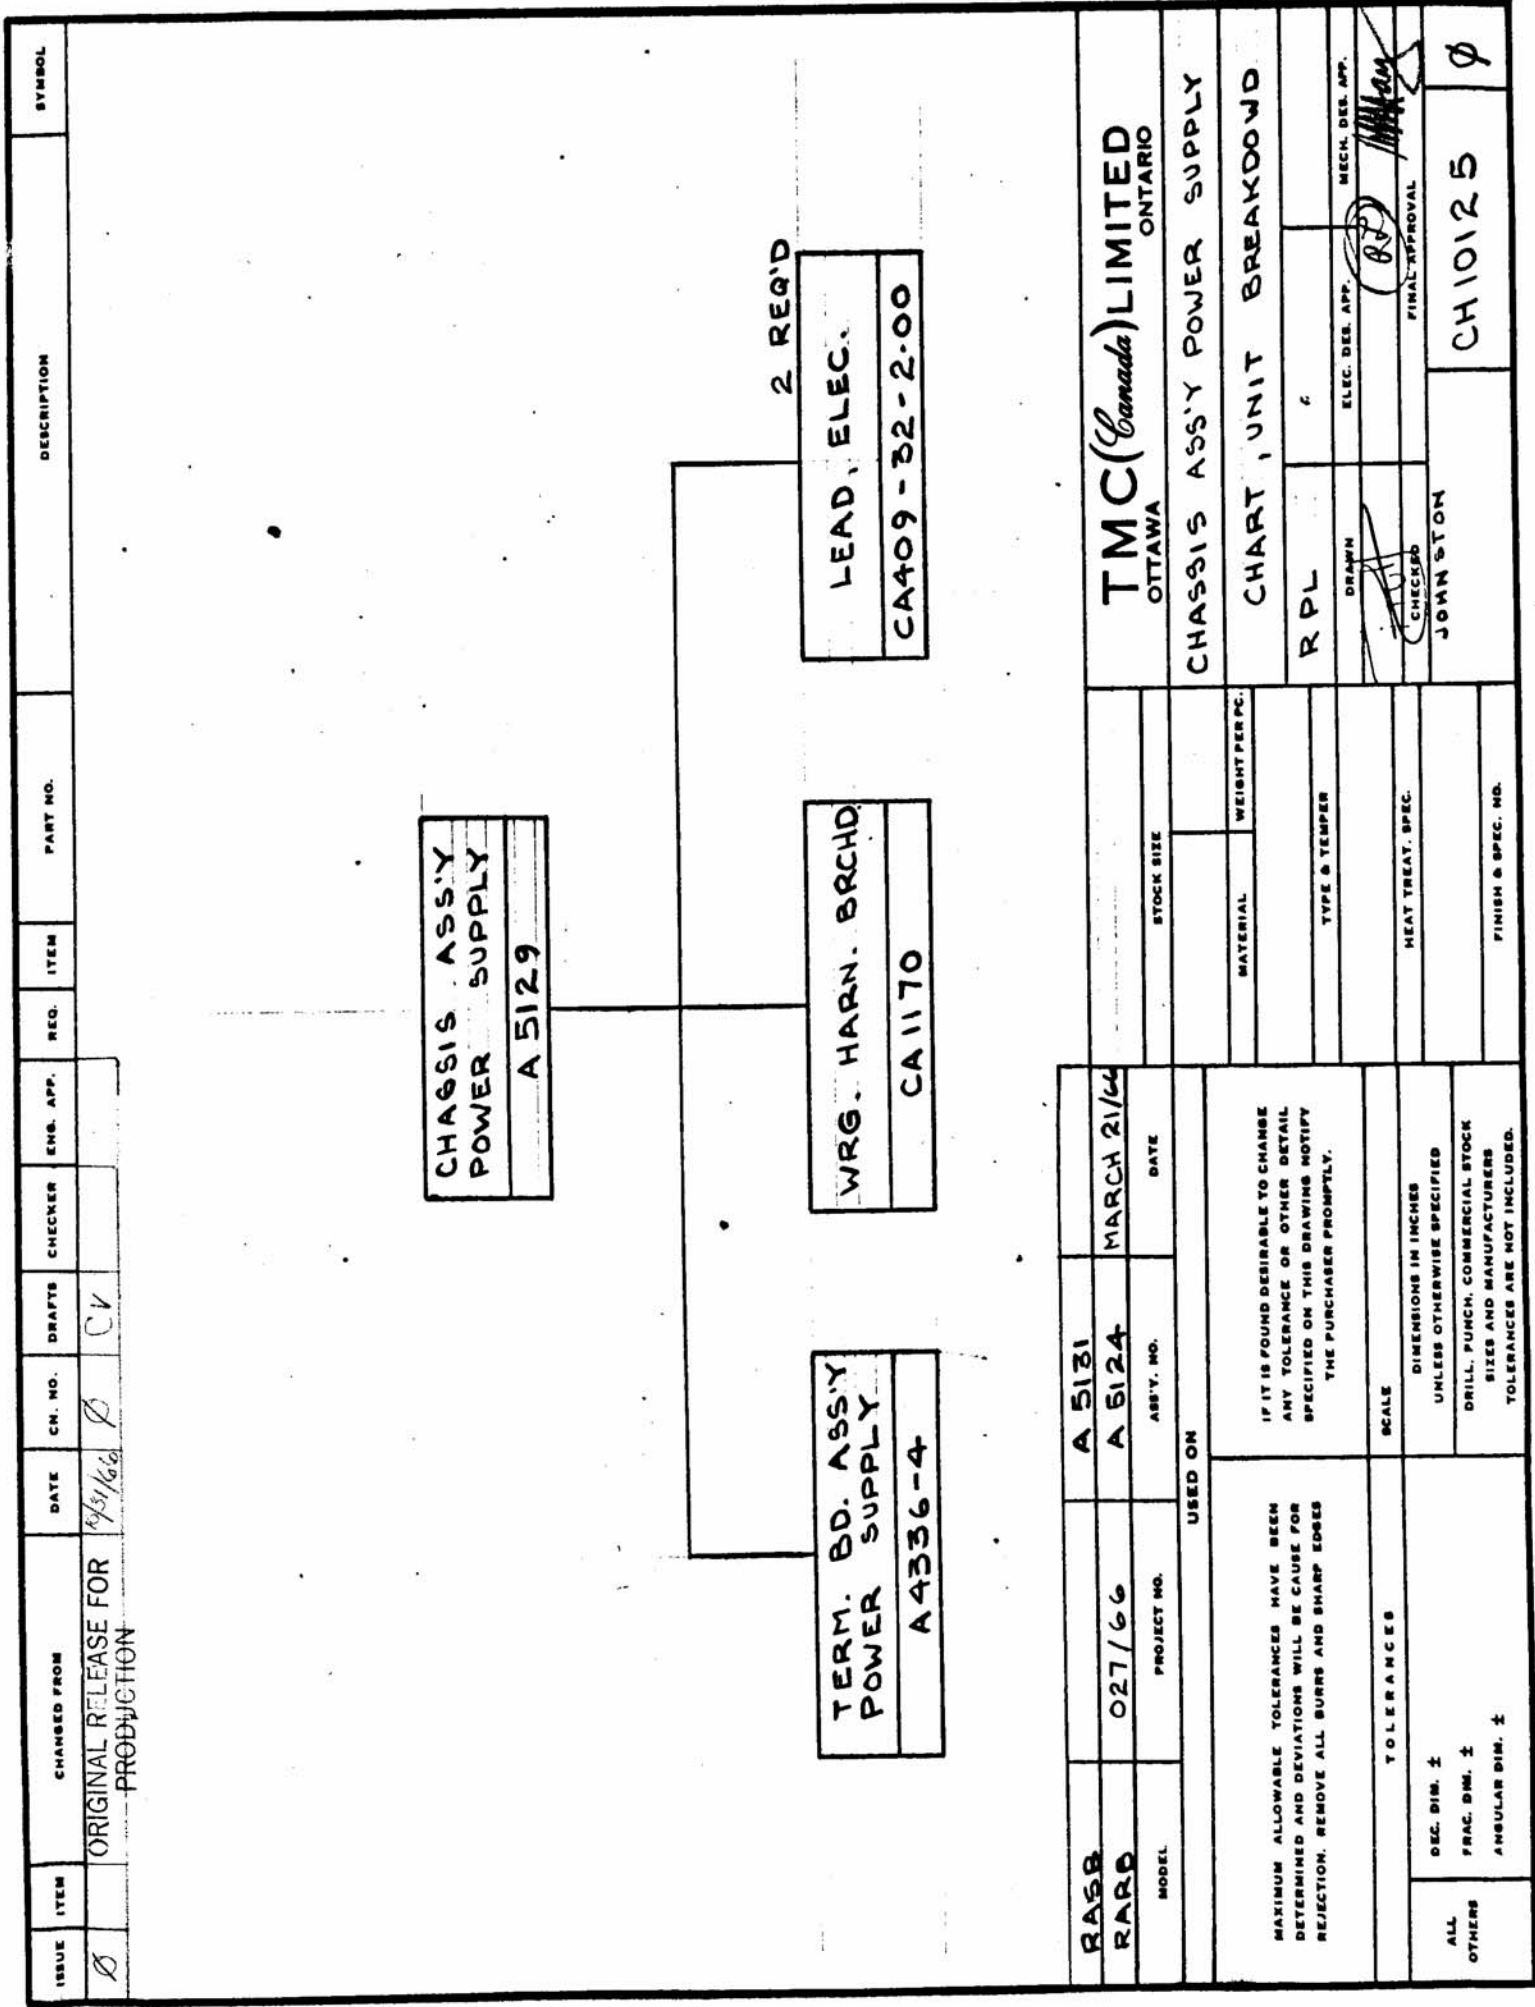 ISSUE ITEM CHANGED FROM DATE CN. NO. DRAFTS CHECKER ENG. APP. REQ. ITEM PART NO. DESCRIPTION SYMBOL
Ø ORIGINAL RELEASE FOR 10/31/66 Ø CV
PRODUCTION
CHASSIS ASS'Y
POWER SUPPLY
A 5129
2 REQ'D
TERM. BD. ASS'Y
POWER SUPPLY
A4336-4
WRG. HARN. BRCHD
CA1170
LEAD, ELEC.
CA409-32-2.00
RASB A 5131
RARB 027/66 A 5124 MARCH 21/66
MODEL PROJECT NO. ASS'Y. NO. DATE
USED ON
MAXIMUM ALLOWABLE TOLERANCES HAVE BEEN
DETERMINED AND DEVIATIONS WILL BE CAUSE FOR
REJECTION. REMOVE ALL BURRS AND SHARP EDGES
IF IT IS FOUND DESIRABLE TO CHANGE
ANY TOLERANCE OR OTHER DETAIL
SPECIFIED ON THIS DRAWING NOTIFY
THE PURCHASER PROMPTLY.
TOLERANCES
SCALE
ALL
OTHERS
DEC. DIM. ±
FRAC. DIM. ±
ANGULAR DIM. ±
DIMENSIONS IN INCHES
UNLESS OTHERWISE SPECIFIED
DRILL, PUNCH, COMMERCIAL STOCK
SIZES AND MANUFACTURERS
TOLERANCES ARE NOT INCLUDED.
STOCK SIZE
MATERIAL WEIGHT PER PC.
TYPE & TEMPER
HEAT TREAT. SPEC.
FINISH & SPEC. NO.
TMC (Canada) LIMITED
OTTAWA ONTARIO
CHASSIS ASS'Y POWER SUPPLY
CHART, UNIT BREAKDOWD
RPL
DRAWN ELEC. DES. APP. MECH. DES. APP.
CHECKED FINAL APPROVAL
JOHNSTON CH10125 Ø